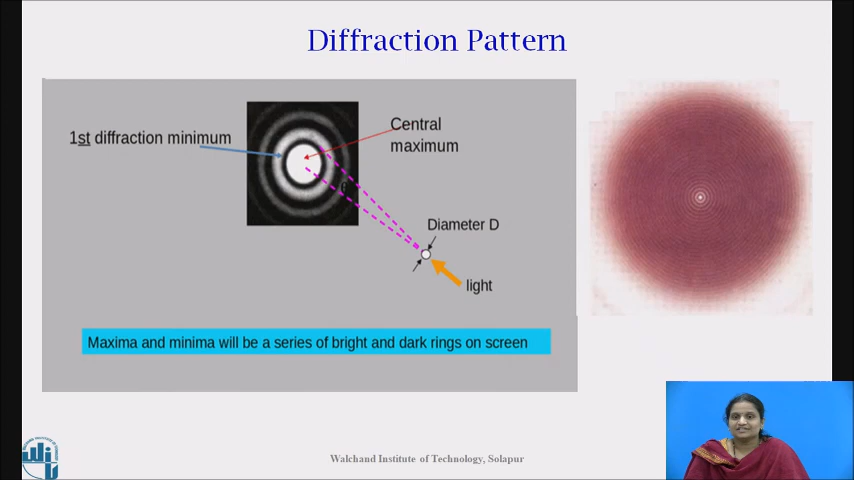 Diffraction Pattern
1st diffraction minimum
Central
maximum
θ
Diameter D
light
Maxima and minima will be a series of bright and dark rings on screen
Walchand Institute of Technology, Solapur